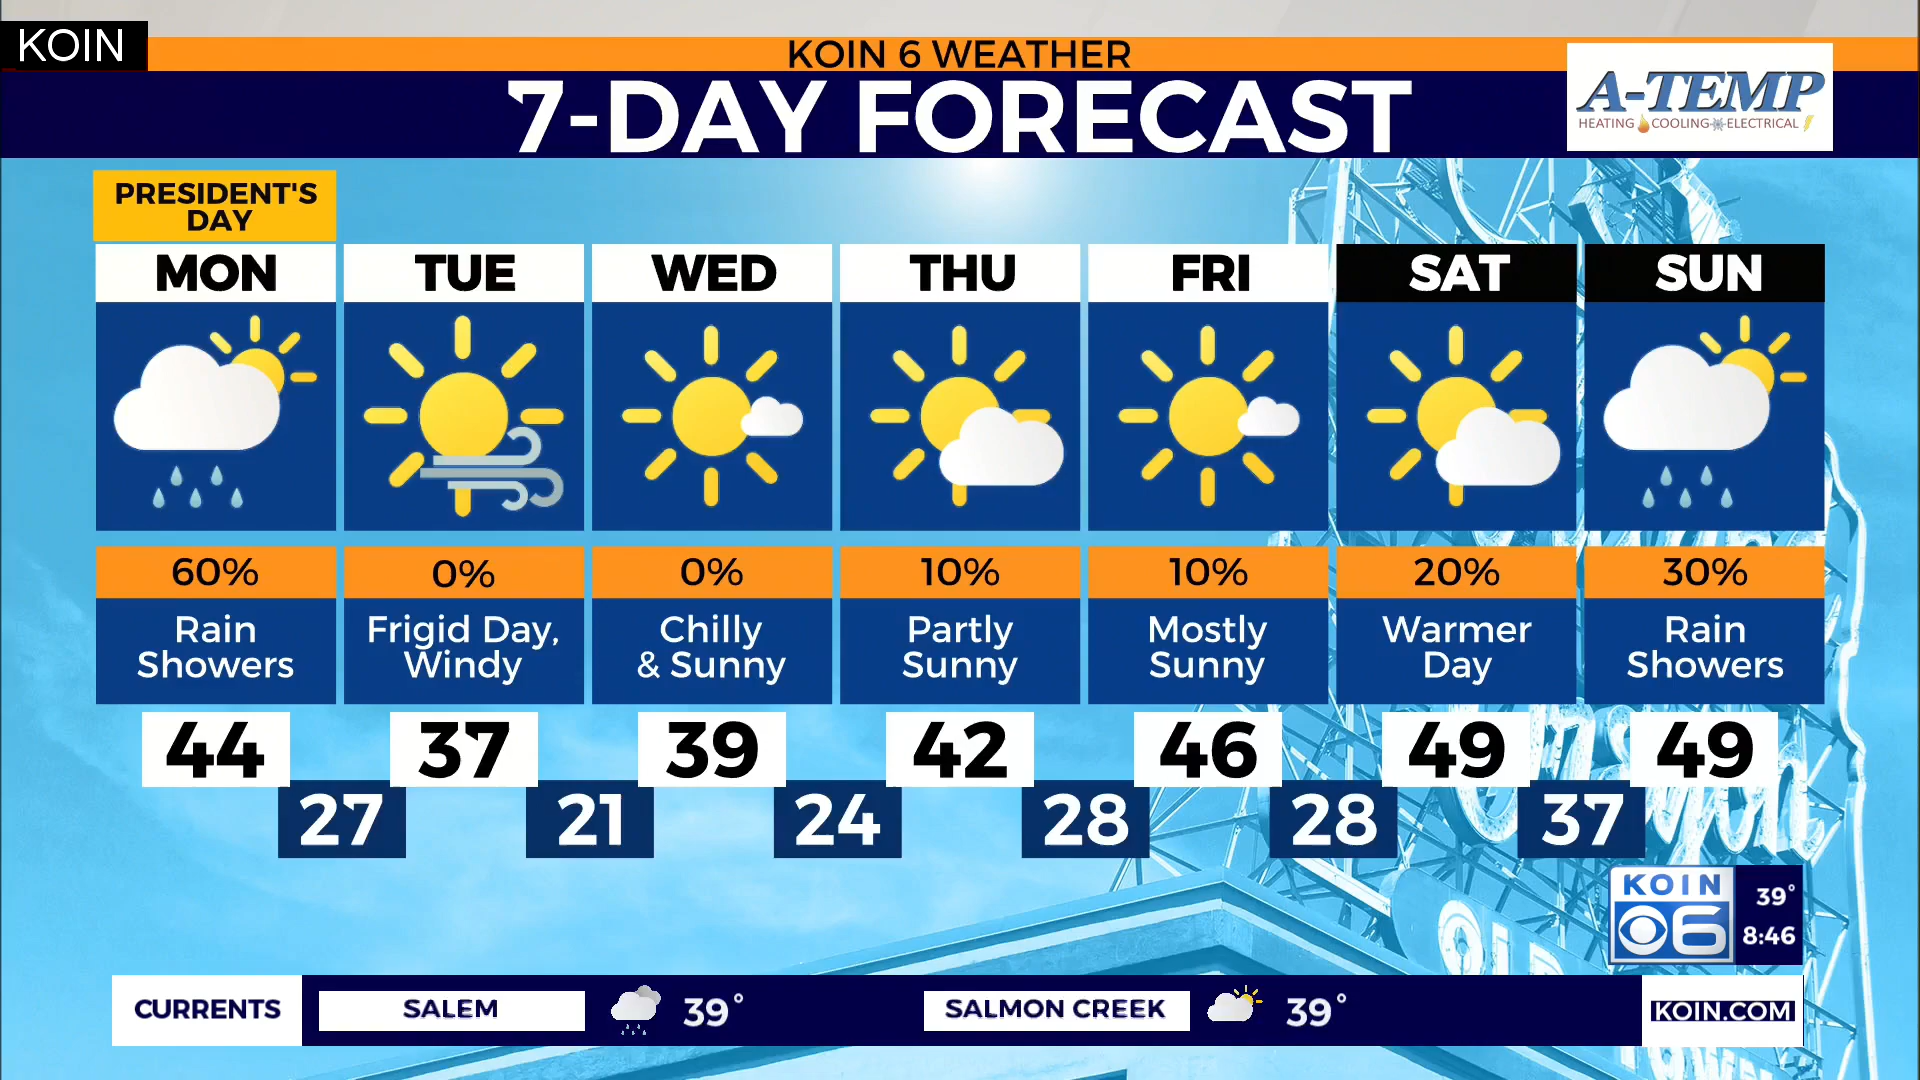 KOIN
KOIN 6 WEATHER
7-DAY FORECAST
A-TEMP
HEATING COOLING ELECTRICAL
PRESIDENT'S
DAY
MON TUE WED THU FRI SAT SUN
60% 0% 0% 10% 10% 20% 30%
Rain Frigid Day, Chilly Partly Mostly Warmer Rain
Showers Windy & Sunny Sunny Sunny Day Showers
44 37 39 42 46 49 49
27 21 24 28 28 37
KOIN
6
39°
8:46
CURRENTS SALEM 39° SALMON CREEK 39° KOIN.COM